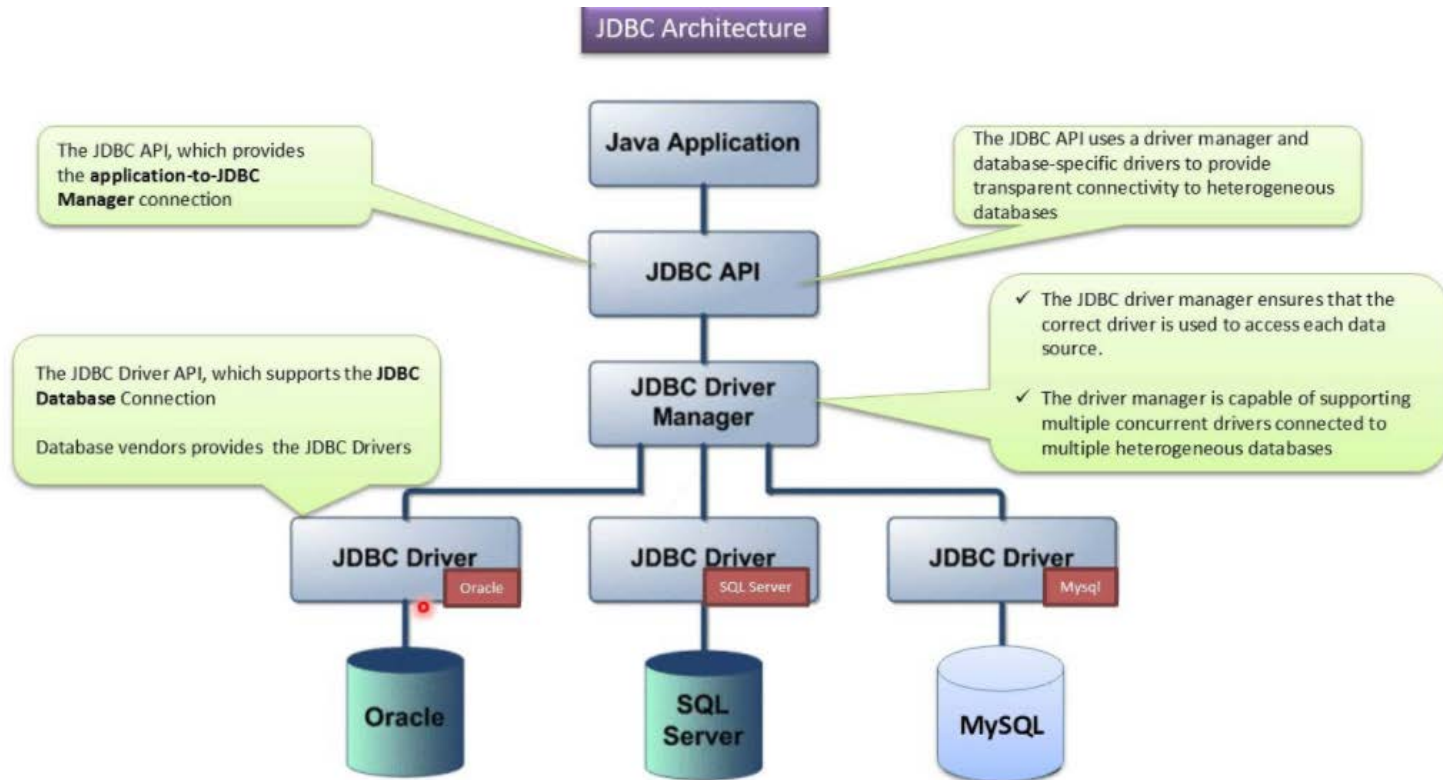 JDBC Architecture
Java Application
The JDBC API, which provides
the application-to-JDBC
Manager connection
The JDBC API uses a driver manager and
database-specific drivers to provide
transparent connectivity to heterogeneous
databases
JDBC API
✓ The JDBC driver manager ensures that the
correct driver is used to access each data
source.
✓ The driver manager is capable of supporting
multiple concurrent drivers connected to
multiple heterogeneous databases
The JDBC Driver API, which supports the JDBC
Database Connection
Database vendors provides the JDBC Drivers
JDBC Driver
Manager
JDBC Driver
Oracle
JDBC Driver
SQL Server
JDBC Driver
Mysql
Oracle
SQL
Server
MySQL